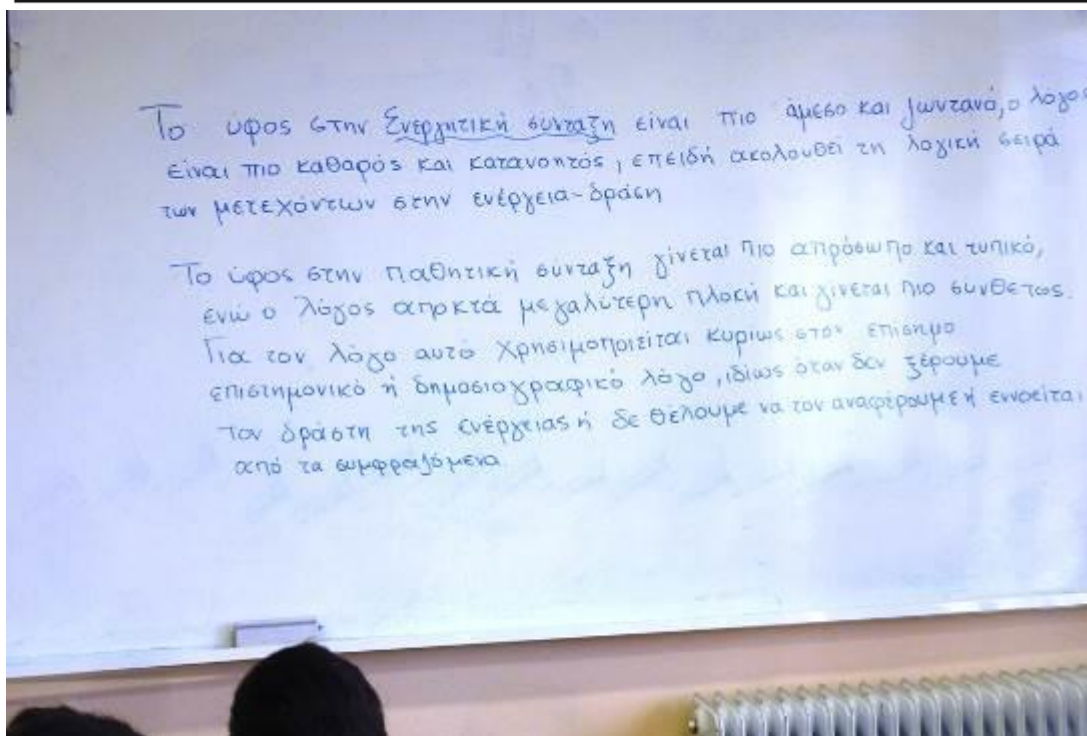 Το ύφος στην Ενεργητική σύνταξη είναι πιο άμεσο και ζωντανό, ο λόγος
είναι πιο καθαρός και κατανοητός, επειδή ακολουθεί τη λογική σειρά
των μετεχόντων στην ενέργεια-δράση
Το ύφος στην Παθητική σύνταξη γίνεται πιο απρόσωπο και τυπικό,
ενώ ο λόγος αποκτά μεγαλύτερη πλοκή και γίνεται πιο σύνθετος.
Για τον λόγο αυτό χρησιμοποιείται κυρίως στον επίσημο
επιστημονικό ή δημοσιογραφικό λόγο, ιδίως όταν δεν ξέρουμε
τον δράστη της ενέργειας ή δε θέλουμε να τον αναφέρουμε ή εννοείται
από τα συμφραζόμενα